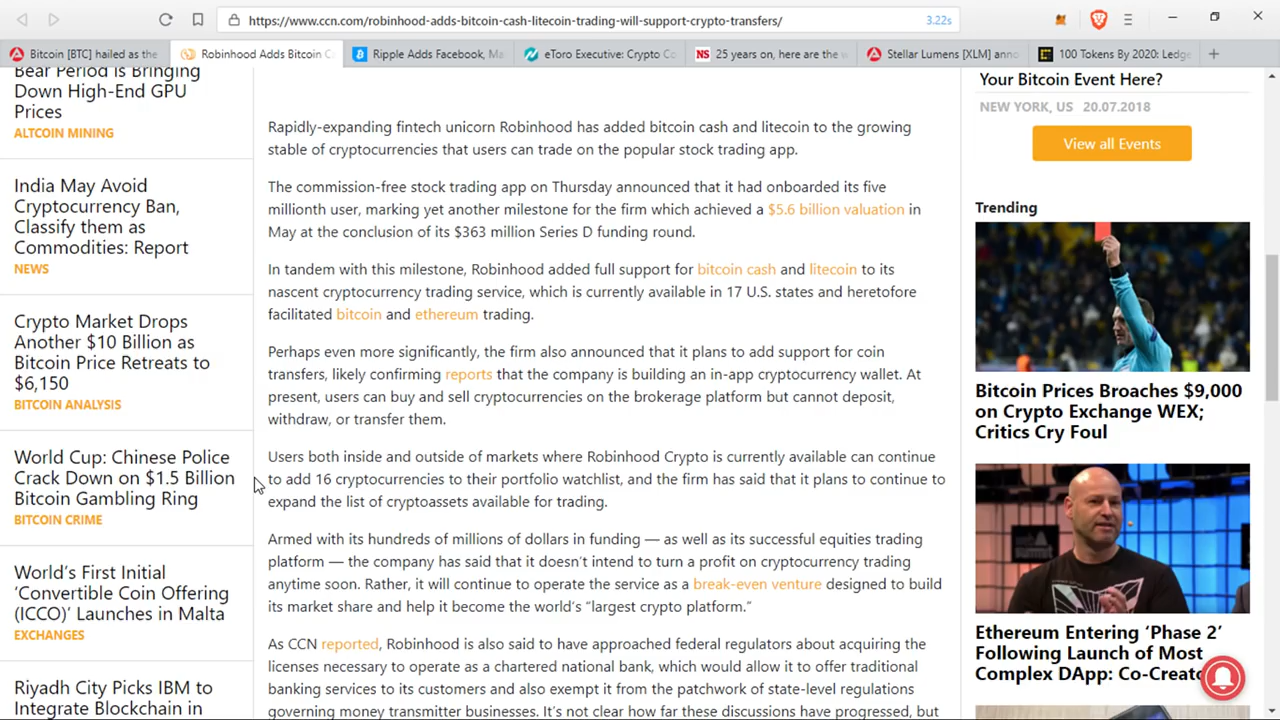 https://www.ccn.com/robinhood-adds-bitcoin-cash-litecoin-trading-will-support-crypto-transfers/
3.22s
Bitcoin [BTC] hailed as the
Robinhood Adds Bitcoin C
Ripple Adds Facebook, Ma
eToro Executive: Crypto Co
NS 25 years on, here are the w
Stellar Lumens [XLM] anno
100 Tokens By 2020: Ledge
Bear Period is Bringing
Down High-End GPU
Prices
ALTCOIN MINING
India May Avoid
Cryptocurrency Ban,
Classify them as
Commodities: Report
NEWS
Crypto Market Drops
Another $10 Billion as
Bitcoin Price Retreats to
$6,150
BITCOIN ANALYSIS
World Cup: Chinese Police
Crack Down on $1.5 Billion
Bitcoin Gambling Ring
BITCOIN CRIME
World's First Initial
‘Convertible Coin Offering
(ICCO)’ Launches in Malta
EXCHANGES
Riyadh City Picks IBM to
Integrate Blockchain in
Rapidly-expanding fintech unicorn Robinhood has added bitcoin cash and litecoin to the growing
stable of cryptocurrencies that users can trade on the popular stock trading app.
The commission-free stock trading app on Thursday announced that it had onboarded its five
millionth user, marking yet another milestone for the firm which achieved a $5.6 billion valuation in
May at the conclusion of its $363 million Series D funding round.
In tandem with this milestone, Robinhood added full support for bitcoin cash and litecoin to its
nascent cryptocurrency trading service, which is currently available in 17 U.S. states and heretofore
facilitated bitcoin and ethereum trading.
Perhaps even more significantly, the firm also announced that it plans to add support for coin
transfers, likely confirming reports that the company is building an in-app cryptocurrency wallet. At
present, users can buy and sell cryptocurrencies on the brokerage platform but cannot deposit,
withdraw, or transfer them.
Users both inside and outside of markets where Robinhood Crypto is currently available can continue
to add 16 cryptocurrencies to their portfolio watchlist, and the firm has said that it plans to continue to
expand the list of cryptoassets available for trading.
Armed with its hundreds of millions of dollars in funding — as well as its successful equities trading
platform — the company has said that it doesn't intend to turn a profit on cryptocurrency trading
anytime soon. Rather, it will continue to operate the service as a break-even venture designed to build
its market share and help it become the world's “largest crypto platform.”
As CCN reported, Robinhood is also said to have approached federal regulators about acquiring the
licenses necessary to operate as a chartered national bank, which would allow it to offer traditional
banking services to its customers and also exempt it from the patchwork of state-level regulations
governing money transmitter businesses. It's not clear how far these discussions have progressed, but
Your Bitcoin Event Here?
NEW YORK, US 20.07.2018
View all Events
Trending
Bitcoin Prices Broaches $9,000
on Crypto Exchange WEX;
Critics Cry Foul
Ethereum Entering ‘Phase 2’
Following Launch of Most
Complex DApp: Co-Creato